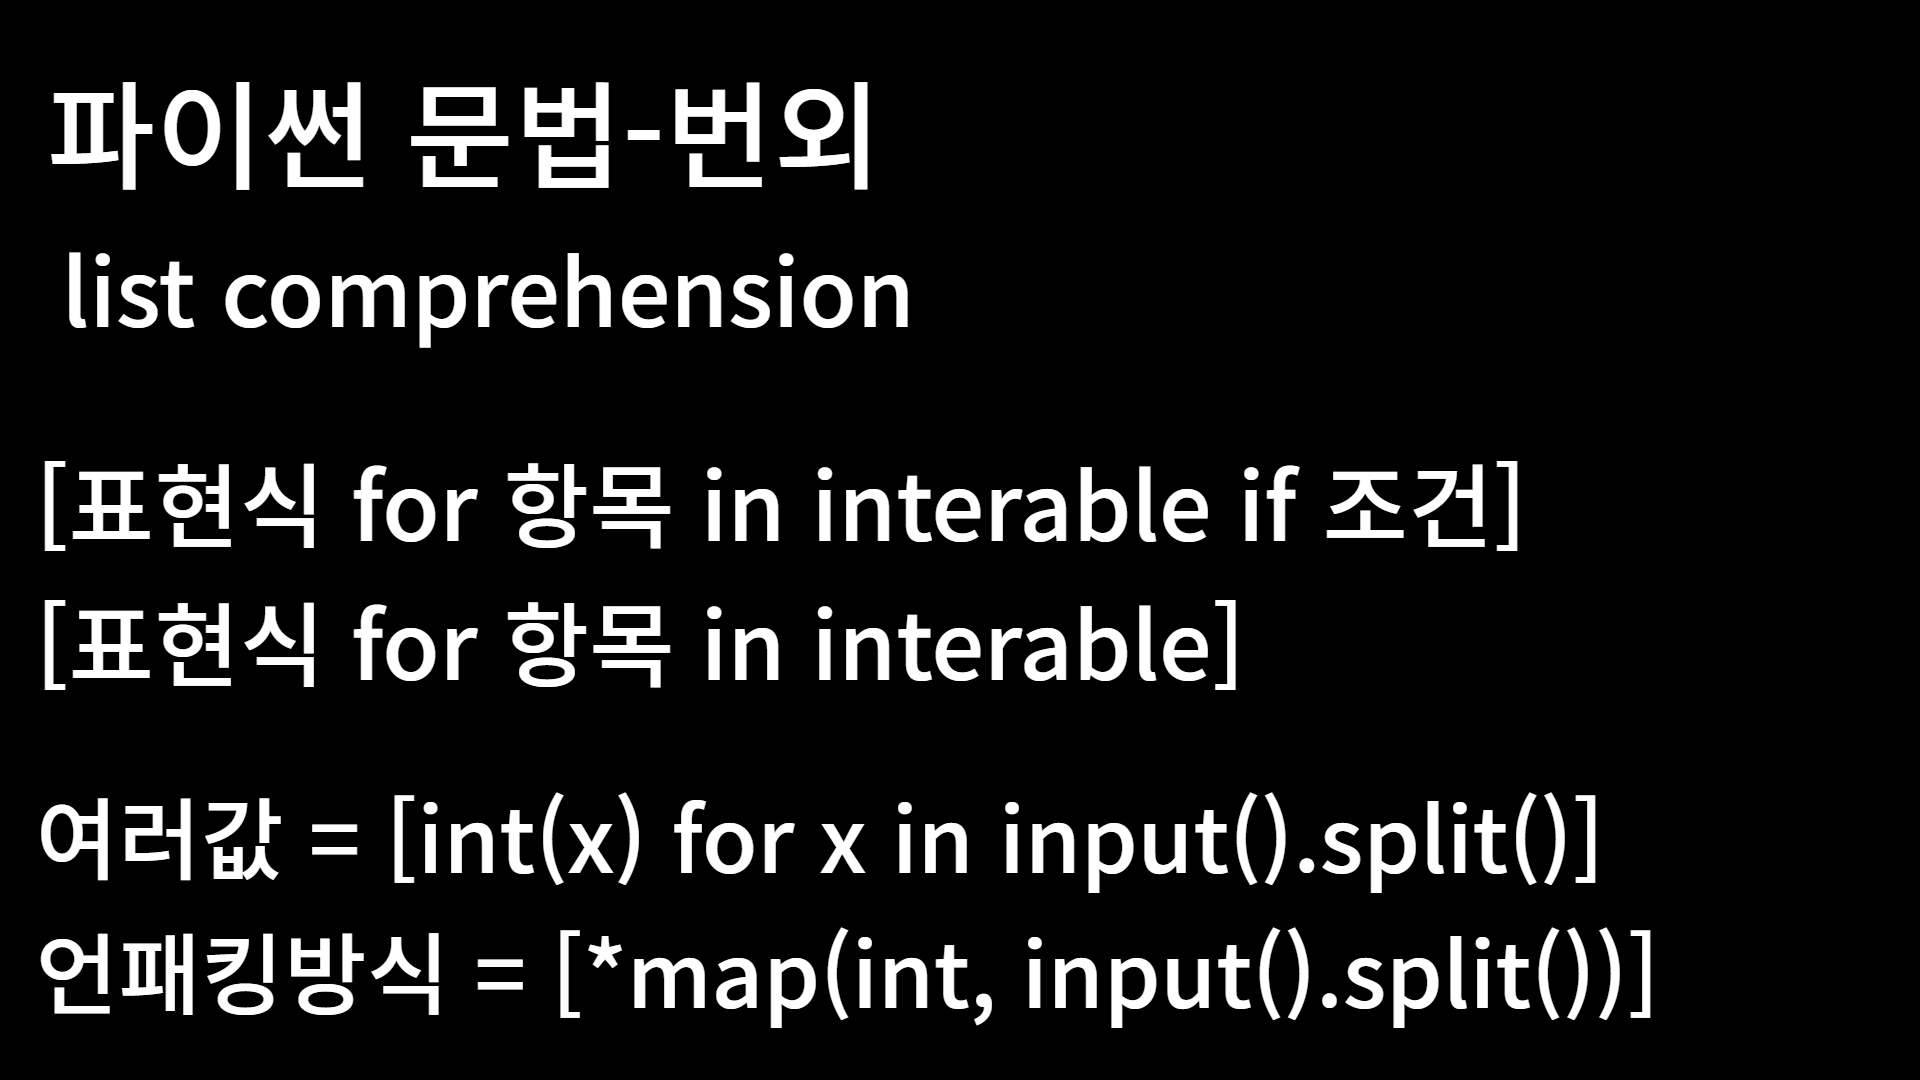 파이썬 문법-번외
list comprehension
[표현식 for 항목 in interable if 조건]
[표현식 for 항목 in interable]
여러값 = [int(x) for x in input().split()]
언패킹방식 = [*map(int, input().split())]